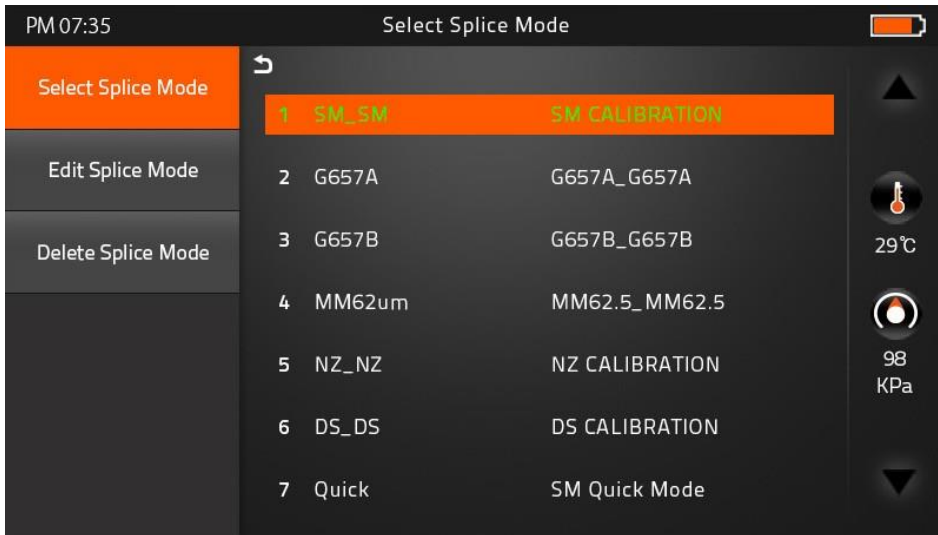 PM 07:35 Select Splice Mode
Select Splice Mode
Edit Splice Mode
Delete Splice Mode
1 SM_SM SM CALIBRATION
2 G657A G657A_G657A
3 G657B G657B_G657B
4 MM62um MM62.5_MM62.5
5 NZ_NZ NZ CALIBRATION
6 DS_DS DS CALIBRATION
7 Quick SM Quick Mode
29℃
98
KPa